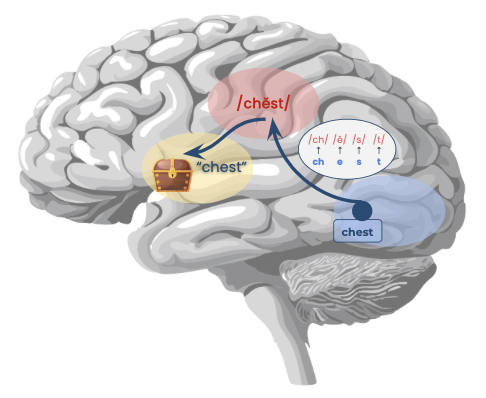 /chĕst/
"chest"
/ch/ /ĕ/ /s/ /t/
ch e s t
chest